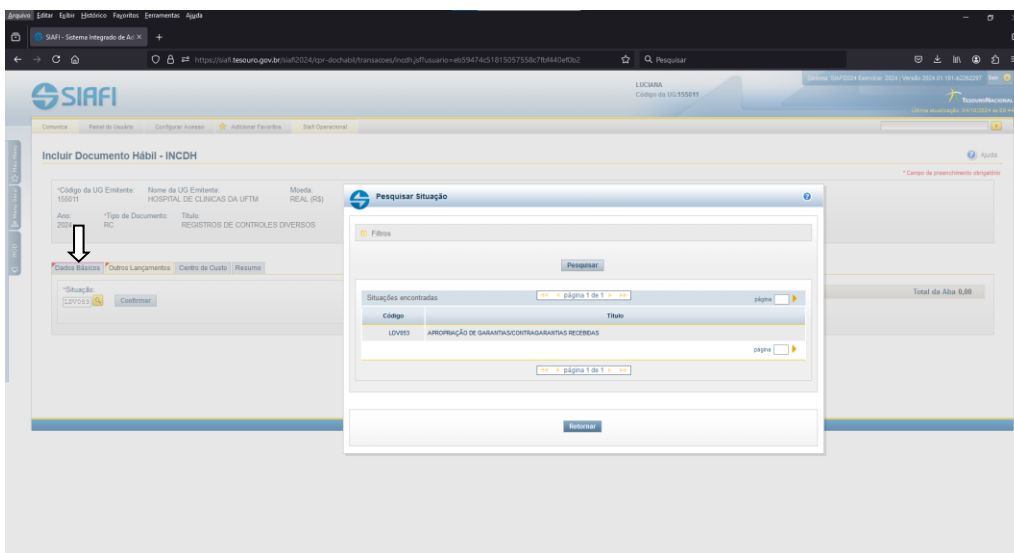 Arquivo Editar Exibir Histórico Favoritos Ferramentas Ajuda
SIAFI - Sistema Integrado de Ad
https://siafi.tesouro.gov.br/siafi2024/cpr-dochabil/transacoes/incdh.jsf?usuario=eb59474c51815057558c7fbf440ef0b2
Pesquisar
SIAFI
LUCIANA
Código da UG:155011
TESOURO NACIONAL
Comunica Painel do Usuário Configurar Acesso Adicionar Favoritos Siafi Operacional
Incluir Documento Hábil - INCDH
Ajuda
* Campo de preenchimento obrigatório
*Código da UG Emitente: Nome da UG Emitente: Moeda:
155011 HOSPITAL DE CLINICAS DA UFTM REAL (R$)
Ano: *Tipo de Documento: Título:
2024 RC REGISTROS DE CONTROLES DIVERSOS
Dados Básicos Outros Lançamentos Centro de Custo Resumo
*Situação:
LDV053 Confirmar
Total da Aba 0,00
Pesquisar Situação
Filtros
Pesquisar
Situações encontradas página 1 de 1 página
Código Título
LDV053 APROPRIAÇÃO DE GARANTIAS/CONTRAGARANTIAS RECEBIDAS
página
página 1 de 1
Retornar